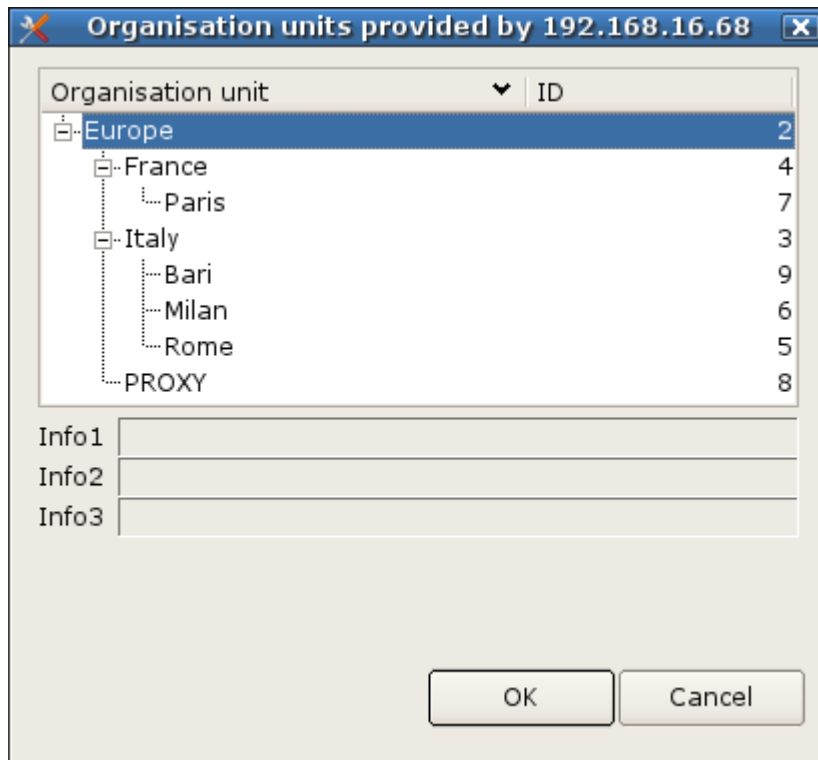 Organisation units provided by 192.168.16.68
Organisation unit ID
Europe 2
France 4
Paris 7
Italy 3
Bari 9
Milan 6
Rome 5
PROXY 8
Info1
Info2
Info3
OK Cancel